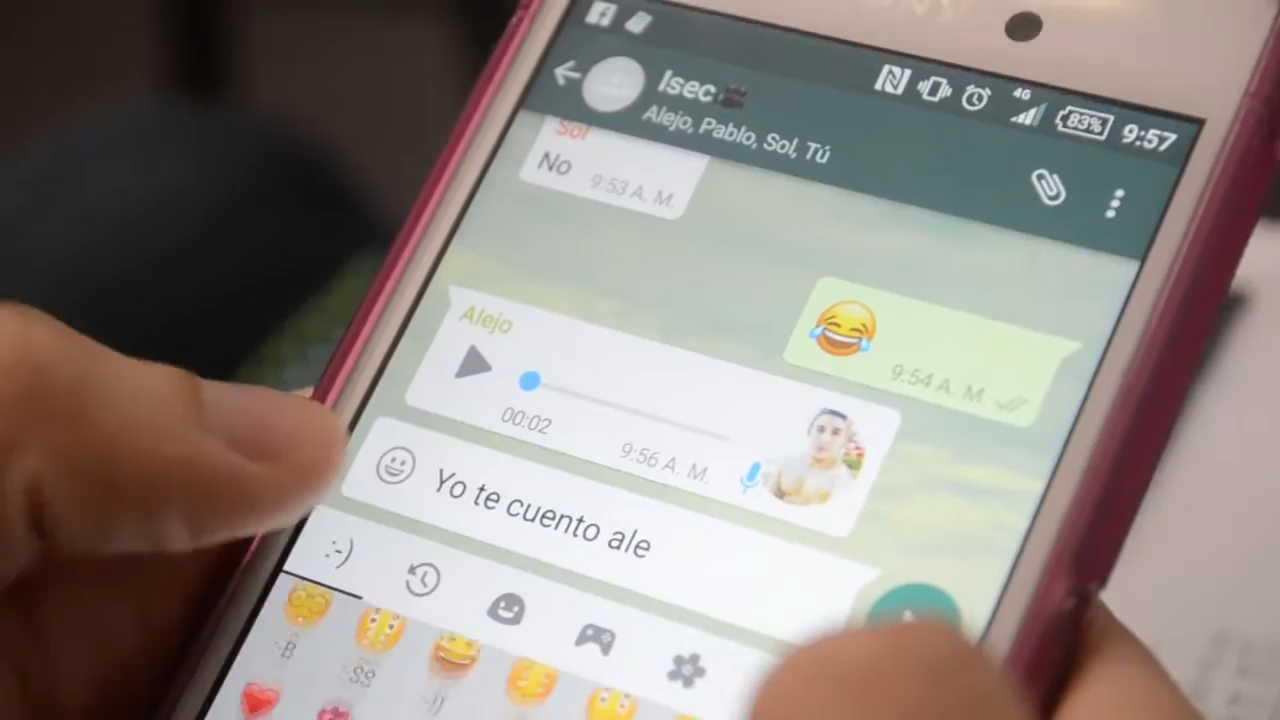 4G
83%
9:57
Isec
Alejo, Pablo, Sol, Tú
Sol
No
9:53 A. M.
9:54 A. M.
Alejo
00:02
9:56 A. M.
Yo te cuento ale
:-)